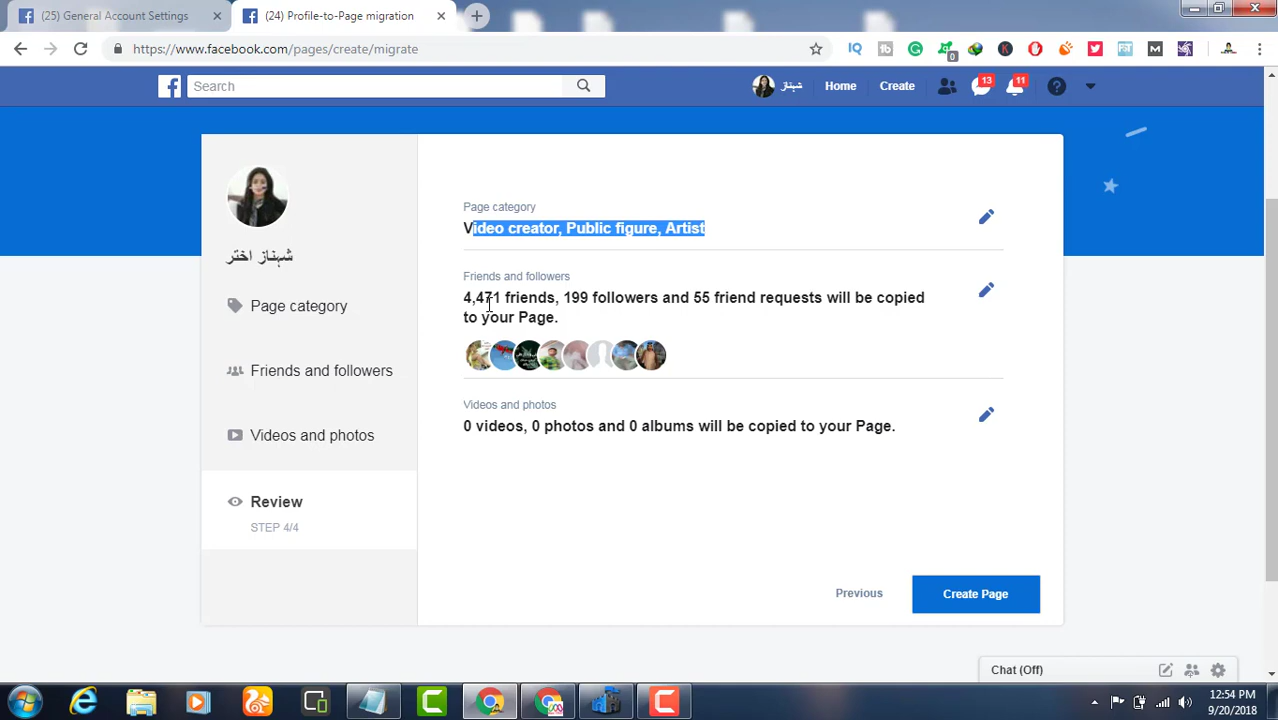 (25) General Account Settings
(24) Profile-to-Page migration
https://www.facebook.com/pages/create/migrate
Search
شہناز
Home
Create
13
11
0
شہناز اختر
Page category
Friends and followers
Videos and photos
Review
STEP 4/4
Page category
Video creator, Public figure, Artist
Friends and followers
4,471 friends, 199 followers and 55 friend requests will be copied
to your Page.
Videos and photos
0 videos, 0 photos and 0 albums will be copied to your Page.
Previous
Create Page
Chat (Off)
12:54 PM
9/20/2018